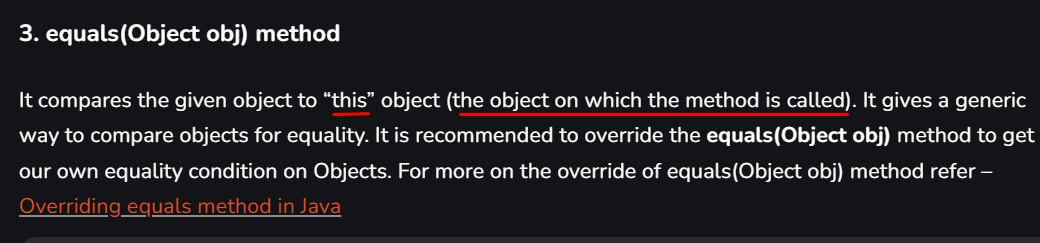 3. equals(Object obj) method
It compares the given object to “this” object (the object on which the method is called). It gives a generic
way to compare objects for equality. It is recommended to override the equals(Object obj) method to get
our own equality condition on Objects. For more on the override of equals(Object obj) method refer –
Overriding equals method in Java